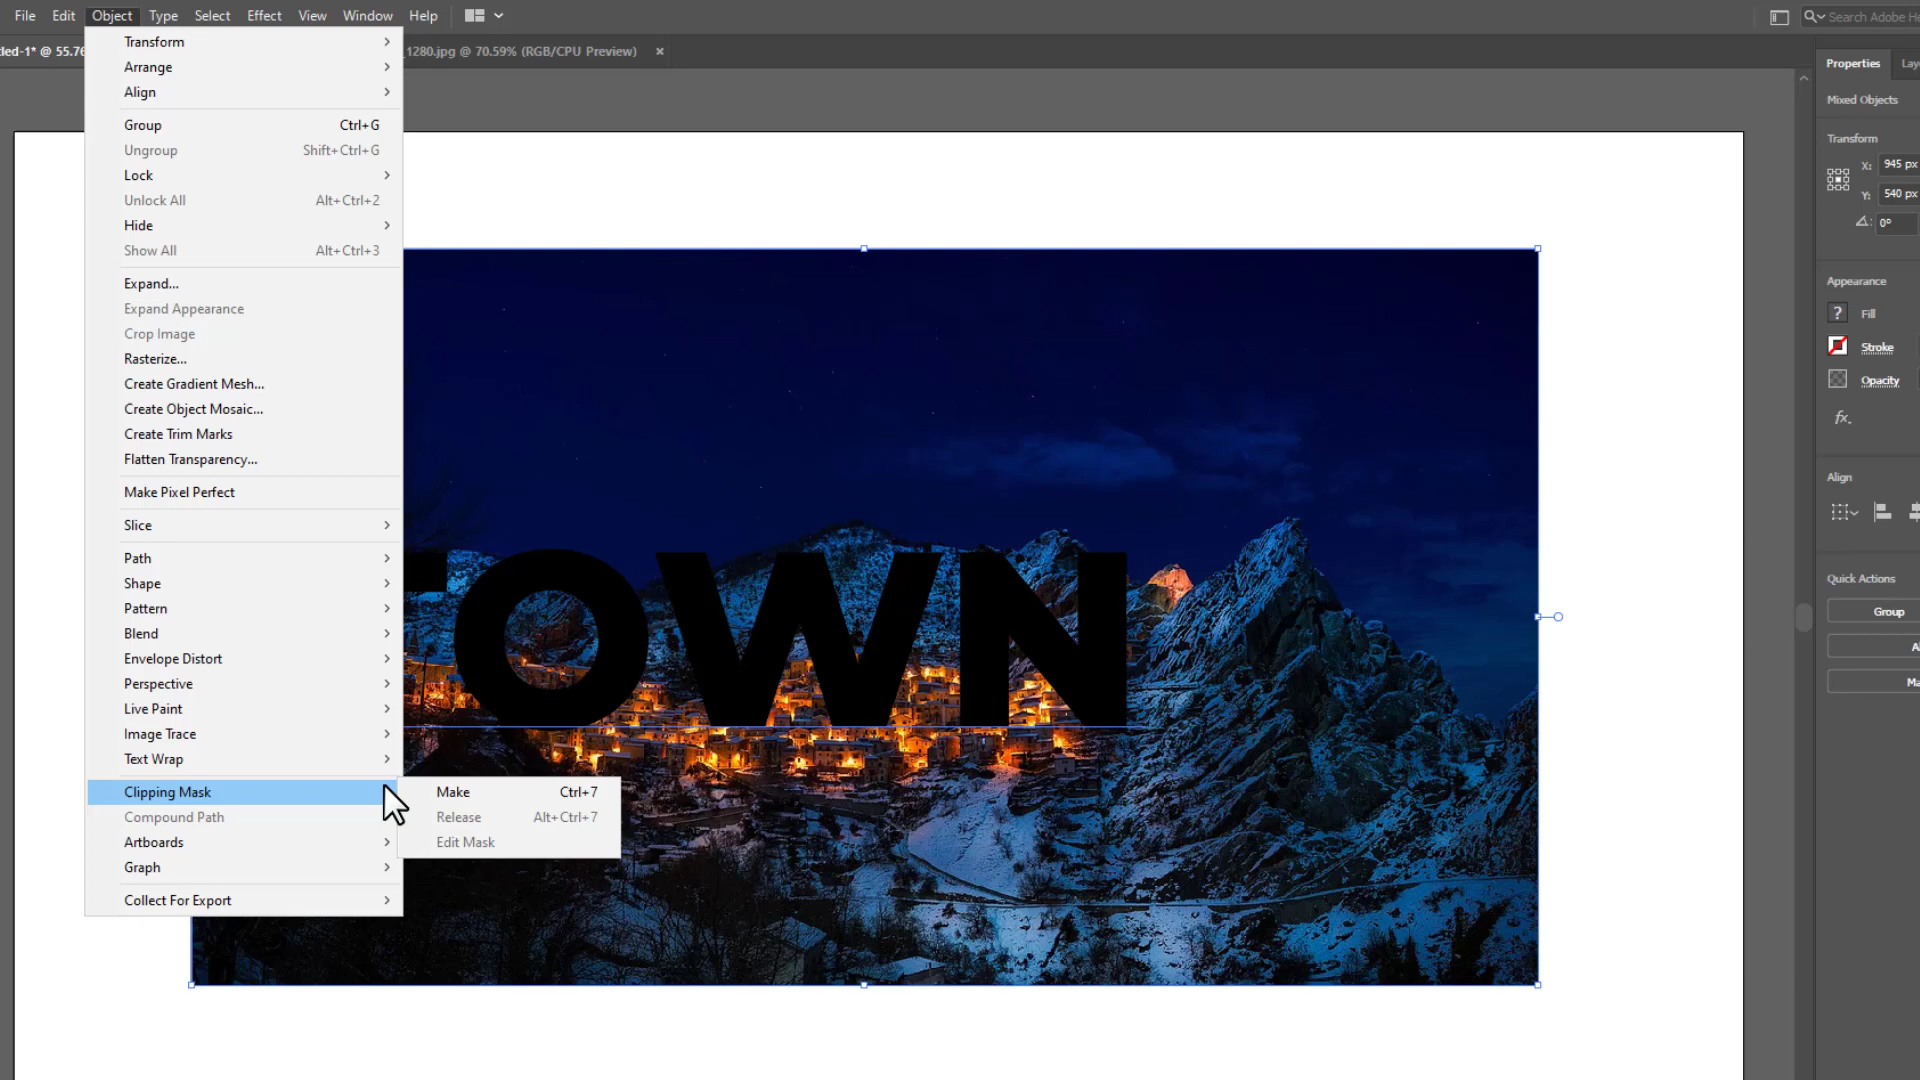 File Edit Object Type Select Effect View Window Help
Search Adobe He
led-1* @ 55.76
1280.jpg @ 70.59% (RGB/CPU Preview) ×
Transform
Arrange
Align
Group Ctrl+G
Ungroup Shift+Ctrl+G
Lock
Unlock All Alt+Ctrl+2
Hide
Show All Alt+Ctrl+3
Expand...
Expand Appearance
Crop Image
Rasterize...
Create Gradient Mesh...
Create Object Mosaic...
Create Trim Marks
Flatten Transparency...
Make Pixel Perfect
Slice
Path
Shape
Pattern
Blend
Envelope Distort
Perspective
Live Paint
Image Trace
Text Wrap
Clipping Mask
Compound Path
Artboards
Graph
Collect For Export
Make Ctrl+7
Release Alt+Ctrl+7
Edit Mask
TOWN
Properties Lay
Mixed Objects
Transform
X: 945 px
Y: 540 px
0°
Appearance
? Fill
Stroke
Opacity
fx.
Align
Quick Actions
Group
A
Ma